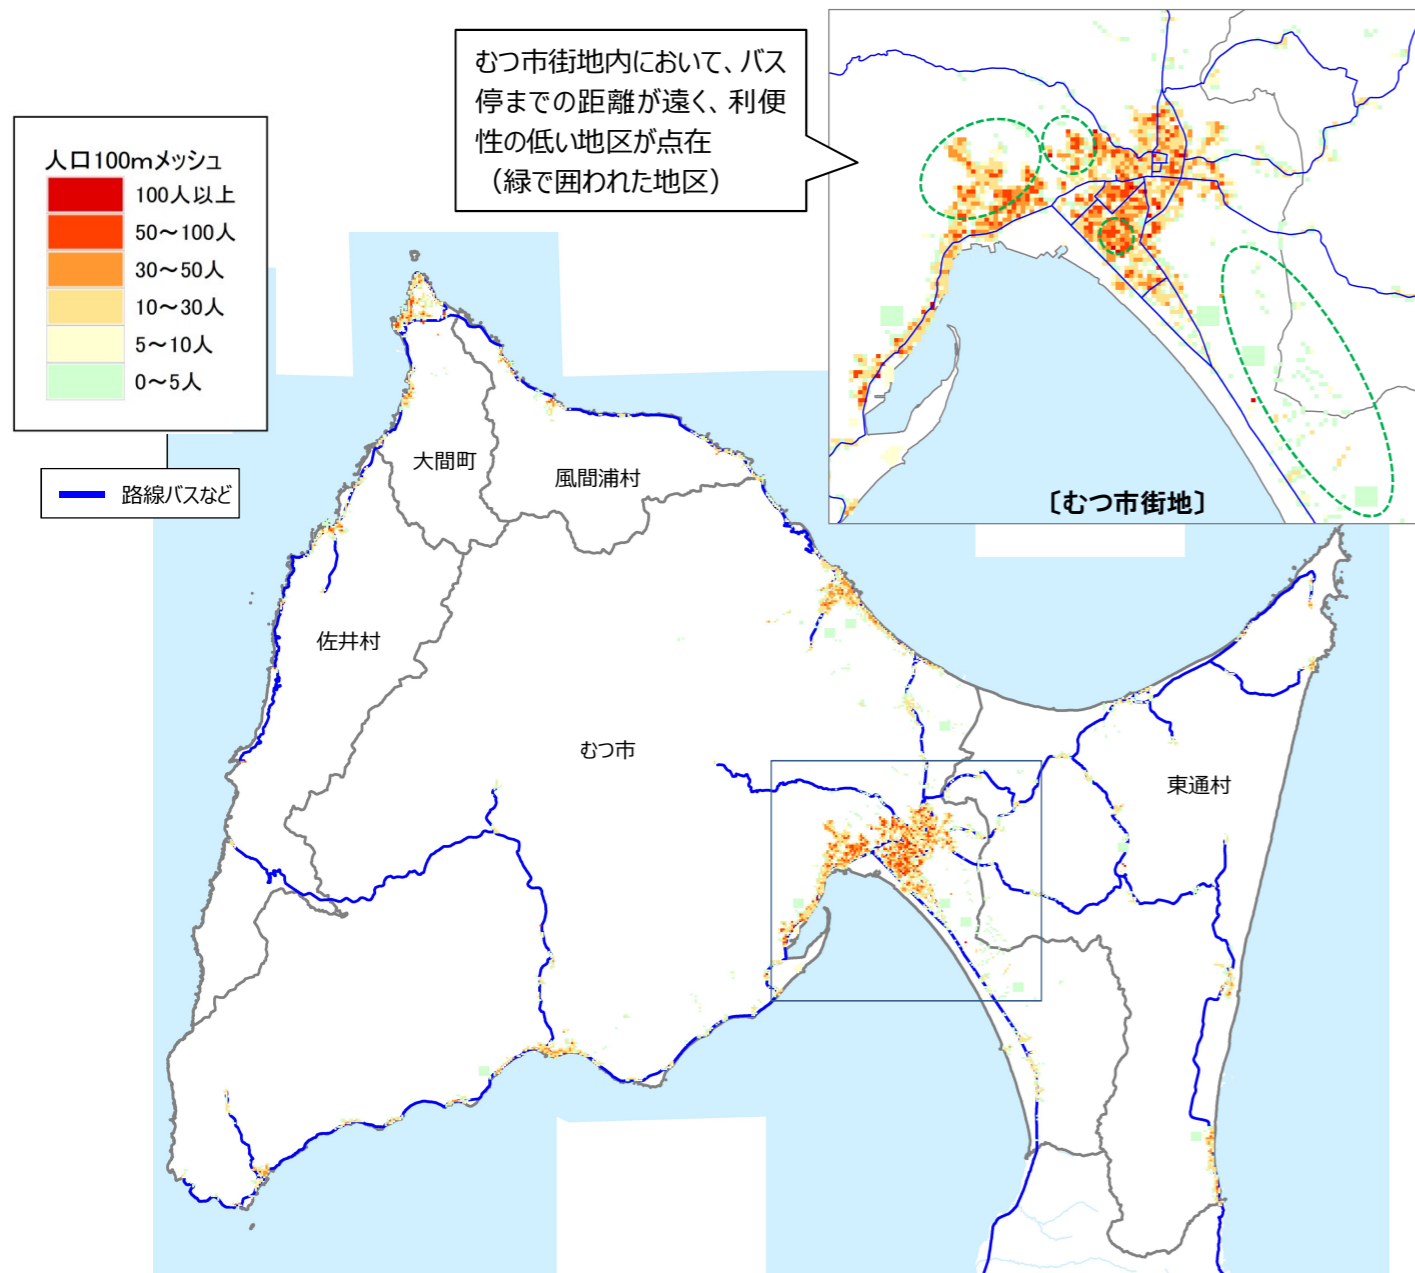 むつ市街地内において、バス
停までの距離が遠く、利便
性の低い地区が点在
(緑で囲われた地区)
人口100mメッシュ
100人以上
50～100人
30～50人
10～30人
5～10人
0～5人
路線バスなど
〔むつ市街地〕
大間町
風間浦村
佐井村
むつ市
東通村